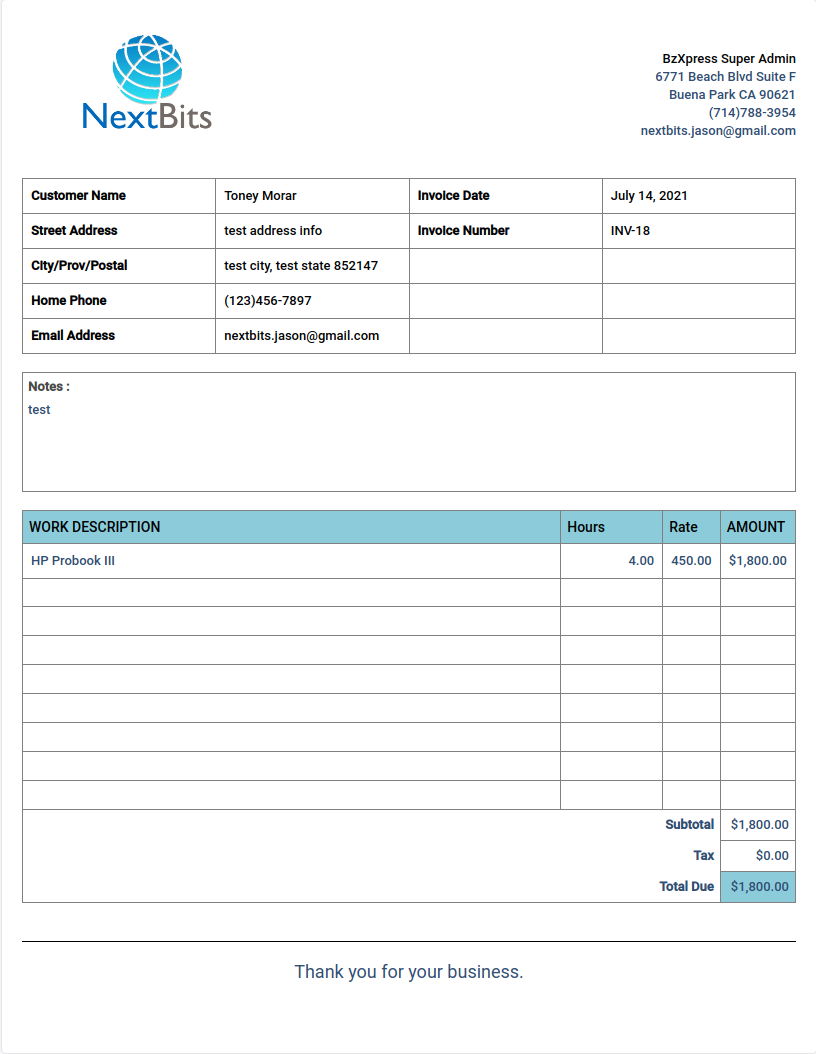 NextBits
BzXpress Super Admin
6771 Beach Blvd Suite F
Buena Park CA 90621
(714)788-3954
nextbits.jason@gmail.com
Customer Name Toney Morar Invoice Date July 14, 2021
Street Address test address info Invoice Number INV-18
City/Prov/Postal test city, test state 852147
Home Phone (123)456-7897
Email Address nextbits.jason@gmail.com
Notes :
test
WORK DESCRIPTION Hours Rate AMOUNT
HP Probook III 4.00 450.00 $1,800.00
Subtotal $1,800.00
Tax $0.00
Total Due $1,800.00
Thank you for your business.